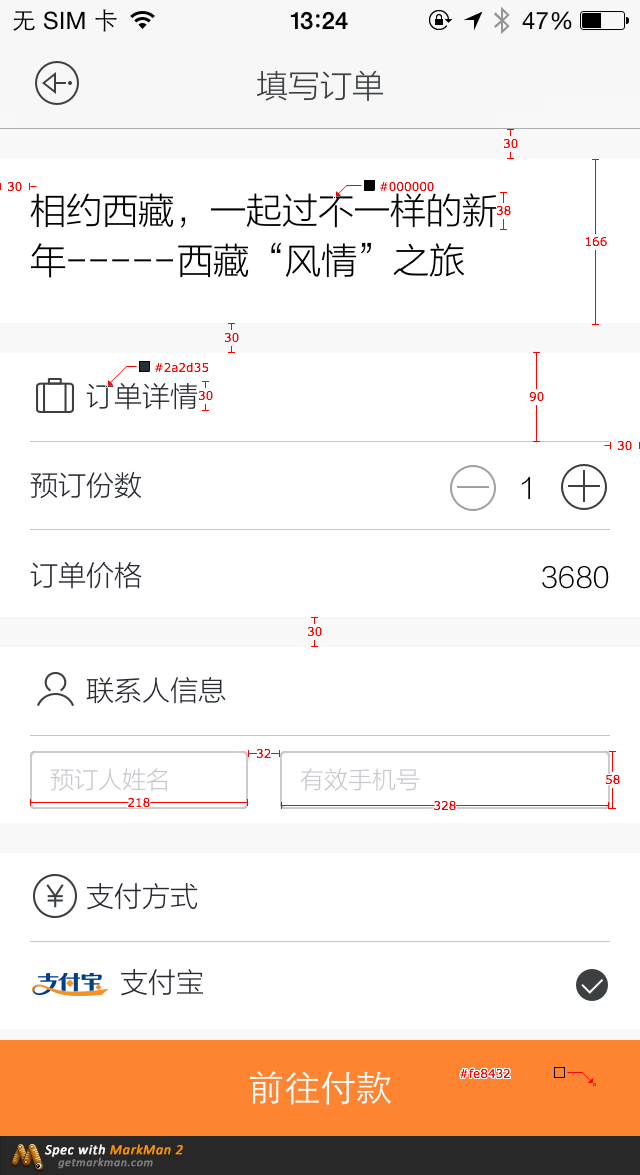 无 SIM 卡 13:24 47%
填写订单
30
30 #000000
相约西藏，一起过不一样的新 38
166
年-----西藏“风情”之旅
30
#2a2d35
订单详情 30 90
30
预订份数 1
订单价格 3680
30
联系人信息
32
预订人姓名 有效手机号 58
218 328
¥ 支付方式
支付宝 支付宝
前往付款 #fe8432
Spec with MarkMan 2
getmarkman.com